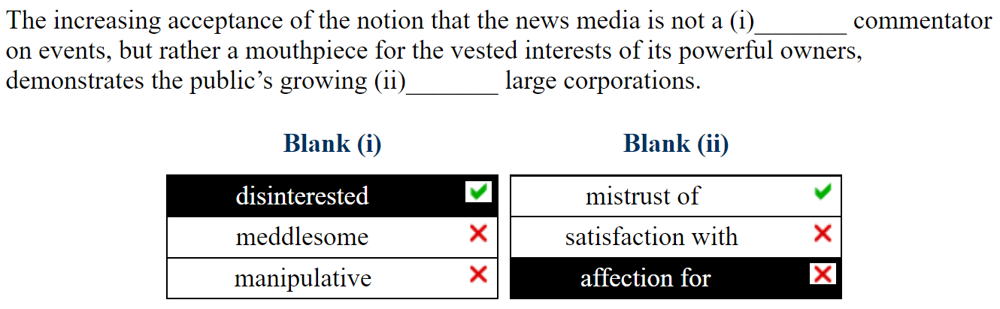 The increasing acceptance of the notion that the news media is not a (i)_______ commentator
on events, but rather a mouthpiece for the vested interests of its powerful owners,
demonstrates the public’s growing (ii)_______ large corporations.
Blank (i)
disinterested
meddlesome
manipulative
Blank (ii)
mistrust of
satisfaction with
affection for